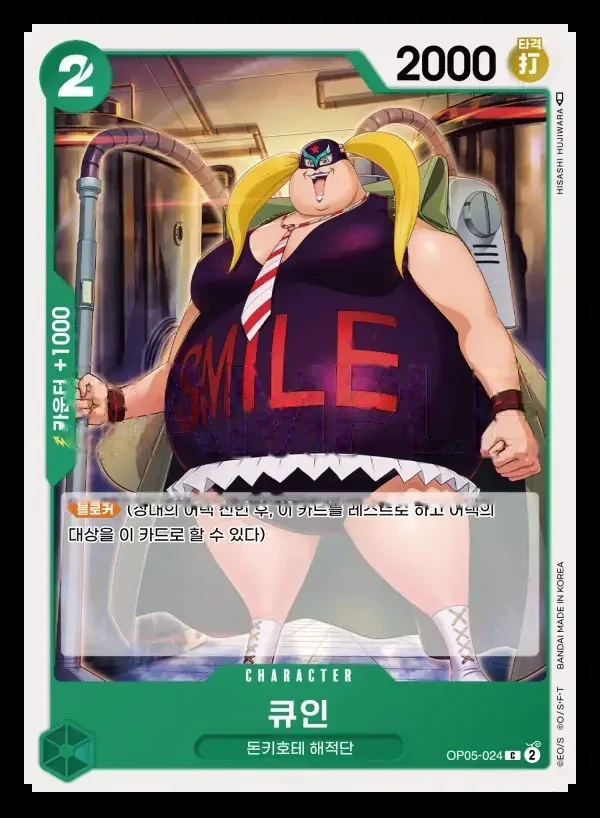 2
2000
타격
打
HISASHI HUJIWARA
카운터 +1000
SMILE
SAMPLE
블로커 (상대의 어택 선언 후, 이 카드를 레스트로 하고 어택의
대상을 이 카드로 할 수 있다)
CHARACTER
큐인
돈키호테 해적단
OP05-024 C 2
©EO/S ©O/S·F·T BANDAI MADE IN KOREA